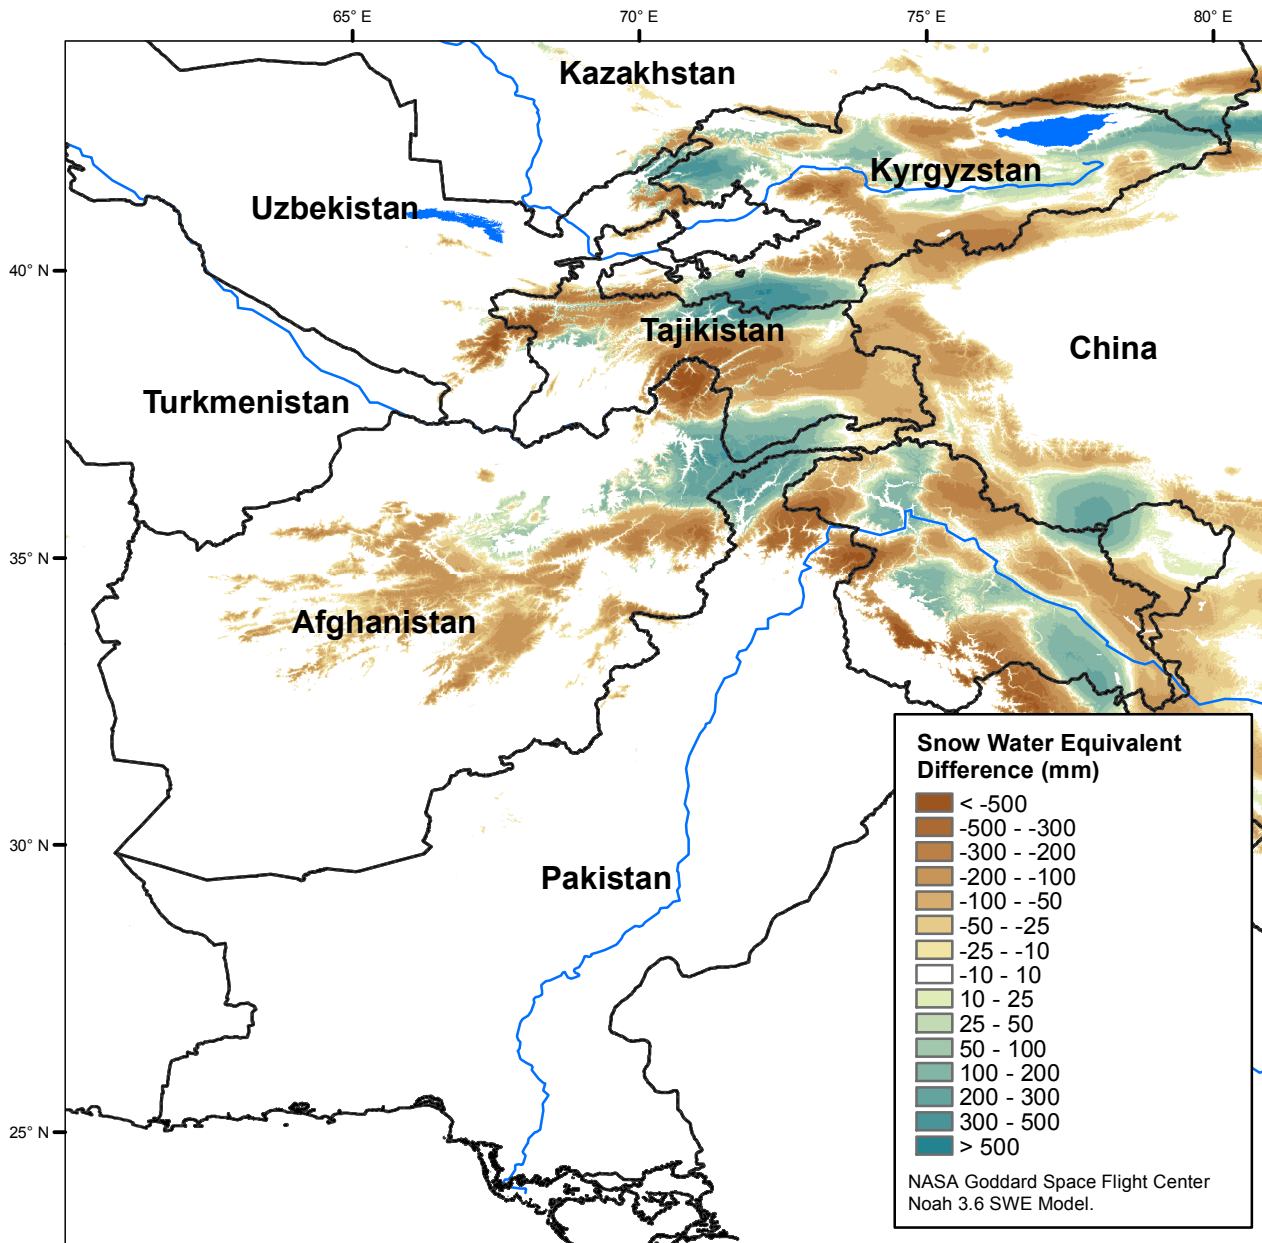 65° E 70° E 75° E 80° E
Kazakhstan
Kyrgyzstan
Uzbekistan
40° N
Tajikistan
China
Turkmenistan
35° N
Afghanistan
Snow Water Equivalent
Difference (mm)
< -500
-500 - -300
-300 - -200
-200 - -100
-100 - -50
-50 - -25
-25 - -10
-10 - 10
10 - 25
25 - 50
50 - 100
100 - 200
200 - 300
300 - 500
> 500
NASA Goddard Space Flight Center
Noah 3.6 SWE Model.
30° N
Pakistan
25° N